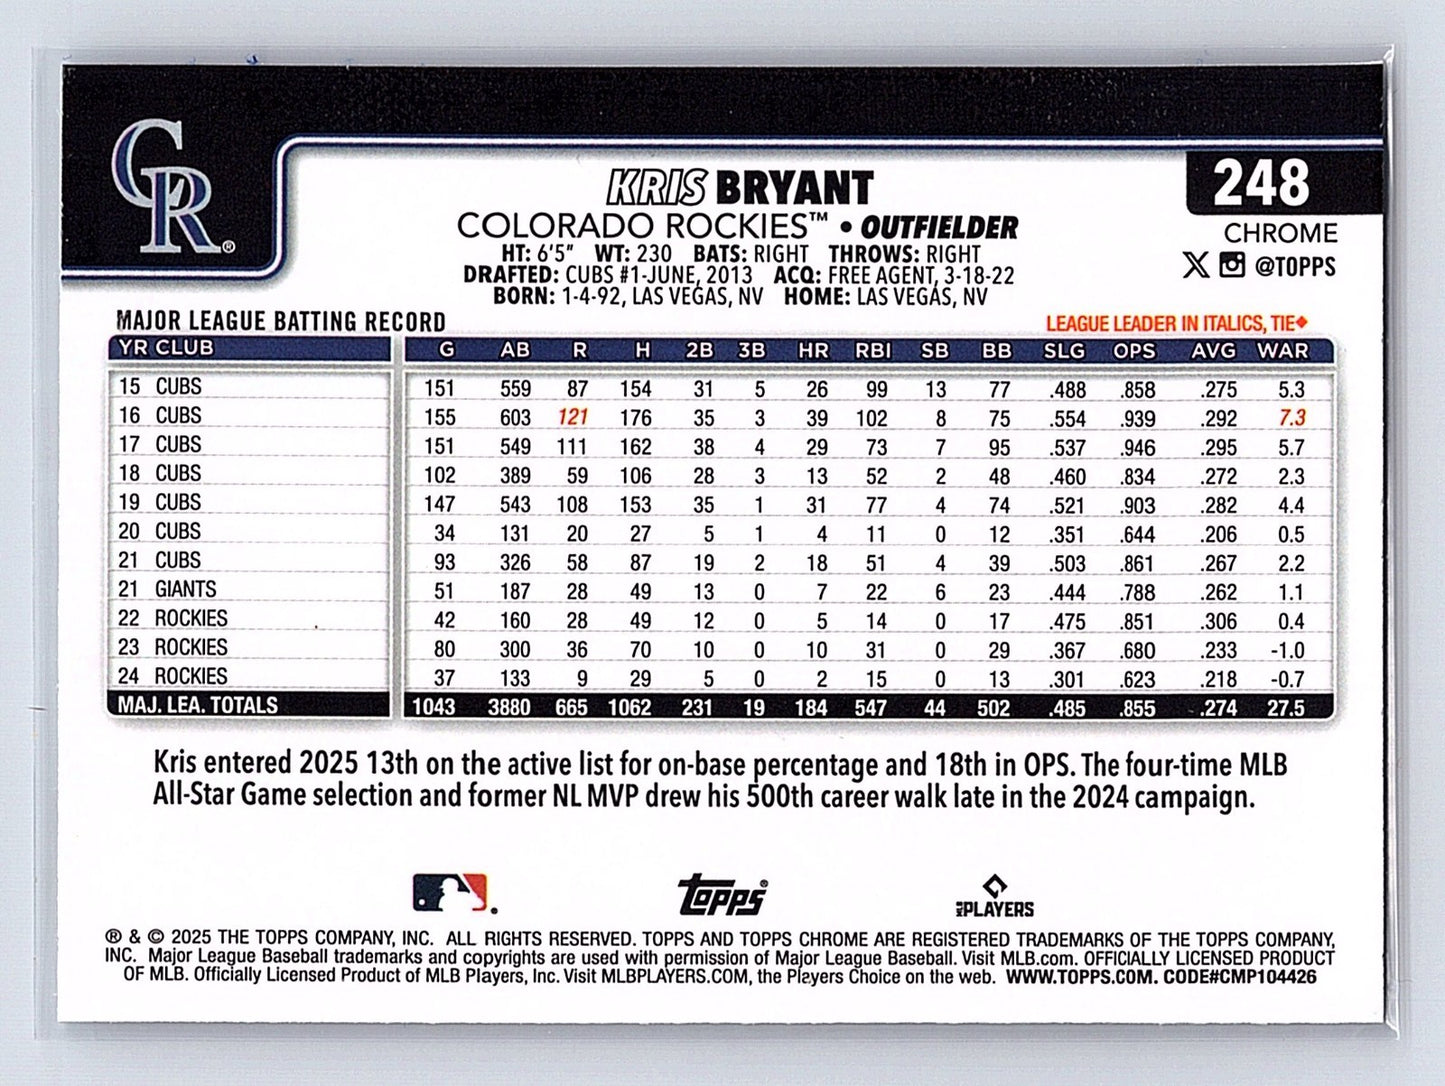 CR®
KRIS BRYANT
248
COLORADO ROCKIES™ • OUTFIELDER
CHROME
HT: 6'5" WT: 230 BATS: RIGHT THROWS: RIGHT
X @TOPPS
DRAFTED: CUBS #1-JUNE, 2013 ACQ: FREE AGENT, 3-18-22
BORN: 1-4-92, LAS VEGAS, NV HOME: LAS VEGAS, NV
MAJOR LEAGUE BATTING RECORD
LEAGUE LEADER IN ITALICS, TIE◆
YR CLUB G AB R H 2B 3B HR RBI SB BB SLG OPS AVG WAR
15 CUBS 151 559 87 154 31 5 26 99 13 77 .488 .858 .275 5.3
16 CUBS 155 603 121 176 35 3 39 102 8 75 .554 .939 .292 7.3
17 CUBS 151 549 111 162 38 4 29 73 7 95 .537 .946 .295 5.7
18 CUBS 102 389 59 106 28 3 13 52 2 48 .460 .834 .272 2.3
19 CUBS 147 543 108 153 35 1 31 77 4 74 .521 .903 .282 4.4
20 CUBS 34 131 20 27 5 1 4 11 0 12 .351 .644 .206 0.5
21 CUBS 93 326 58 87 19 2 18 51 4 39 .503 .861 .267 2.2
21 GIANTS 51 187 28 49 13 0 7 22 6 23 .444 .788 .262 1.1
22 ROCKIES 42 160 28 49 12 0 5 14 0 17 .475 .851 .306 0.4
23 ROCKIES 80 300 36 70 10 0 10 31 0 29 .367 .680 .233 -1.0
24 ROCKIES 37 133 9 29 5 0 2 15 0 13 .301 .623 .218 -0.7
MAJ. LEA. TOTALS 1043 3880 665 1062 231 19 184 547 44 502 .485 .855 .274 27.5
Kris entered 2025 13th on the active list for on-base percentage and 18th in OPS. The four-time MLB
All-Star Game selection and former NL MVP drew his 500th career walk late in the 2024 campaign.
topps®
MLB PLAYERS
® & © 2025 THE TOPPS COMPANY, INC. ALL RIGHTS RESERVED. TOPPS AND TOPPS CHROME ARE REGISTERED TRADEMARKS OF THE TOPPS COMPANY,
INC. Major League Baseball trademarks and copyrights are used with permission of Major League Baseball. Visit MLB.com. OFFICIALLY LICENSED PRODUCT
OF MLB. Officially Licensed Product of MLB Players, Inc. Visit MLBPLAYERS.COM, the Players Choice on the web. WWW.TOPPS.COM. CODE#CMP104426